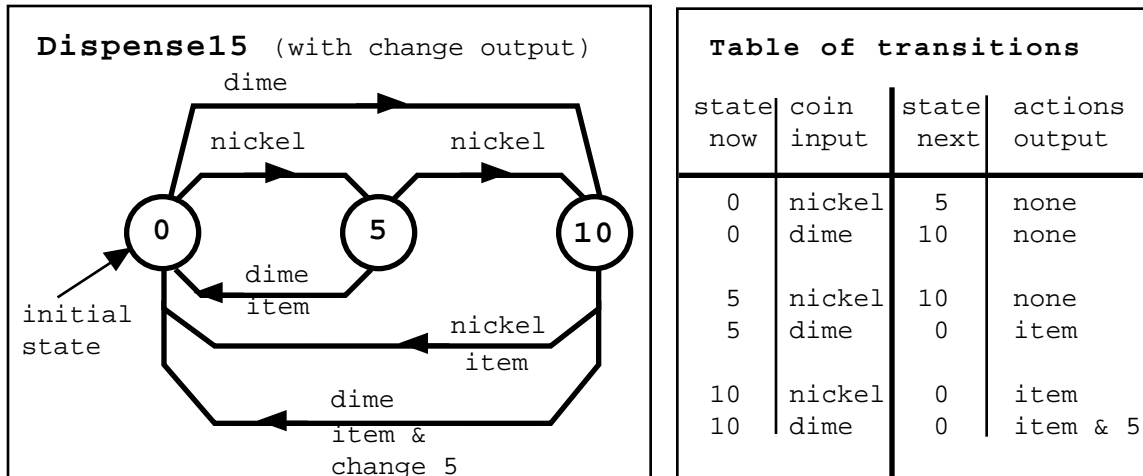 Dispense15 (with change output)
dime
nickel nickel
0 5 10
dime
item
initial
state
nickel
item
dime
item &
change 5
Table of transitions
state coin state actions
now input next output
0 nickel 5 none
0 dime 10 none
5 nickel 10 none
5 dime 0 item
10 nickel 0 item
10 dime 0 item & 5